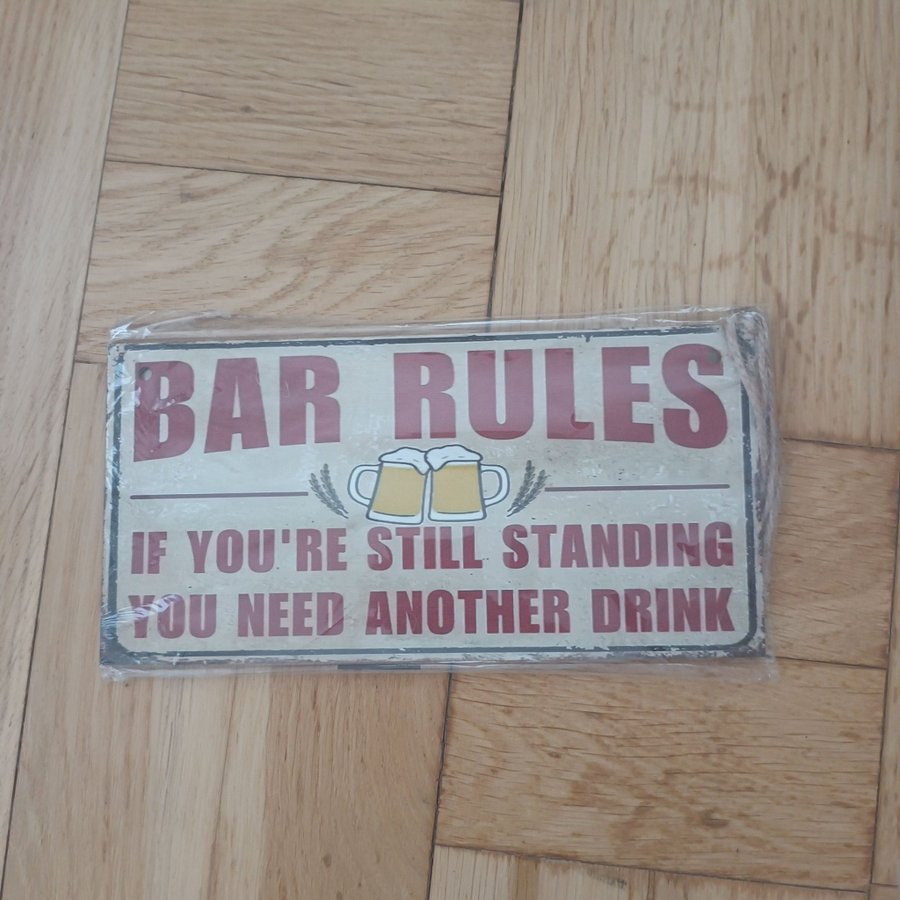 BAR RULES
IF YOU'RE STILL STANDING
YOU NEED ANOTHER DRINK